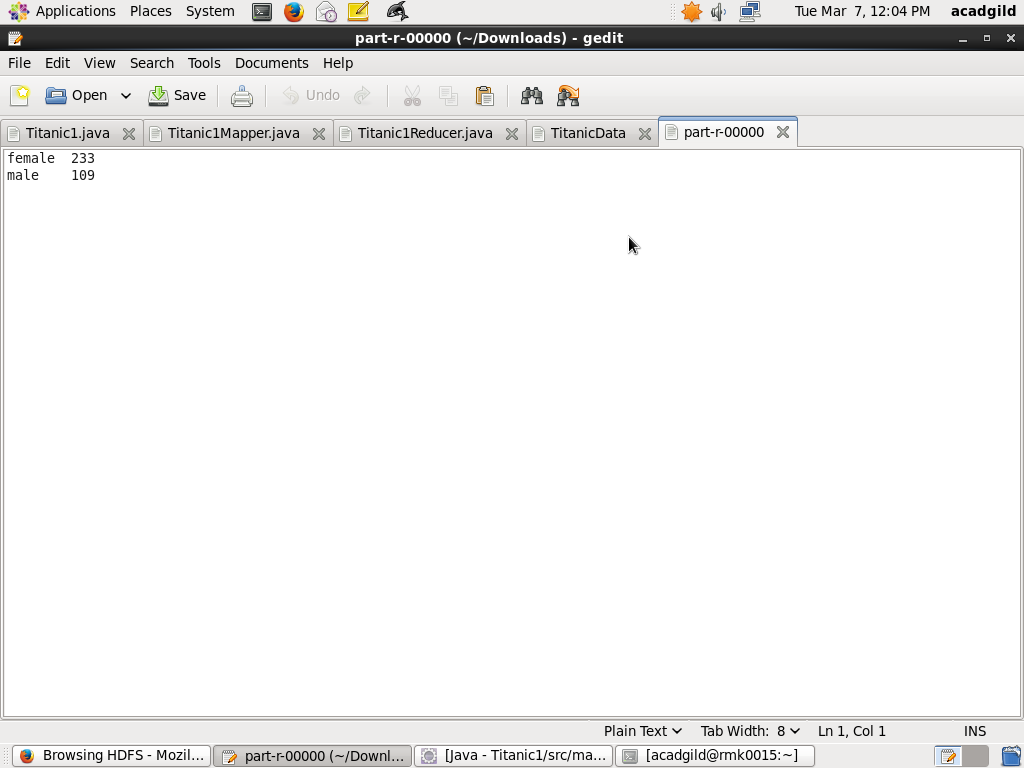 Applications Places System Tue Mar 7, 12:04 PM acadgild
part-r-00000 (~/Downloads) - gedit
File Edit View Search Tools Documents Help
Open Save Undo
Titanic1.java Titanic1Mapper.java Titanic1Reducer.java TitanicData part-r-00000
female 233
male 109
Plain Text Tab Width: 8 Ln 1, Col 1 INS
Browsing HDFS - Mozil... part-r-00000 (~/Downl... [Java - Titanic1/src/ma... [acadgild@rmk0015:~]